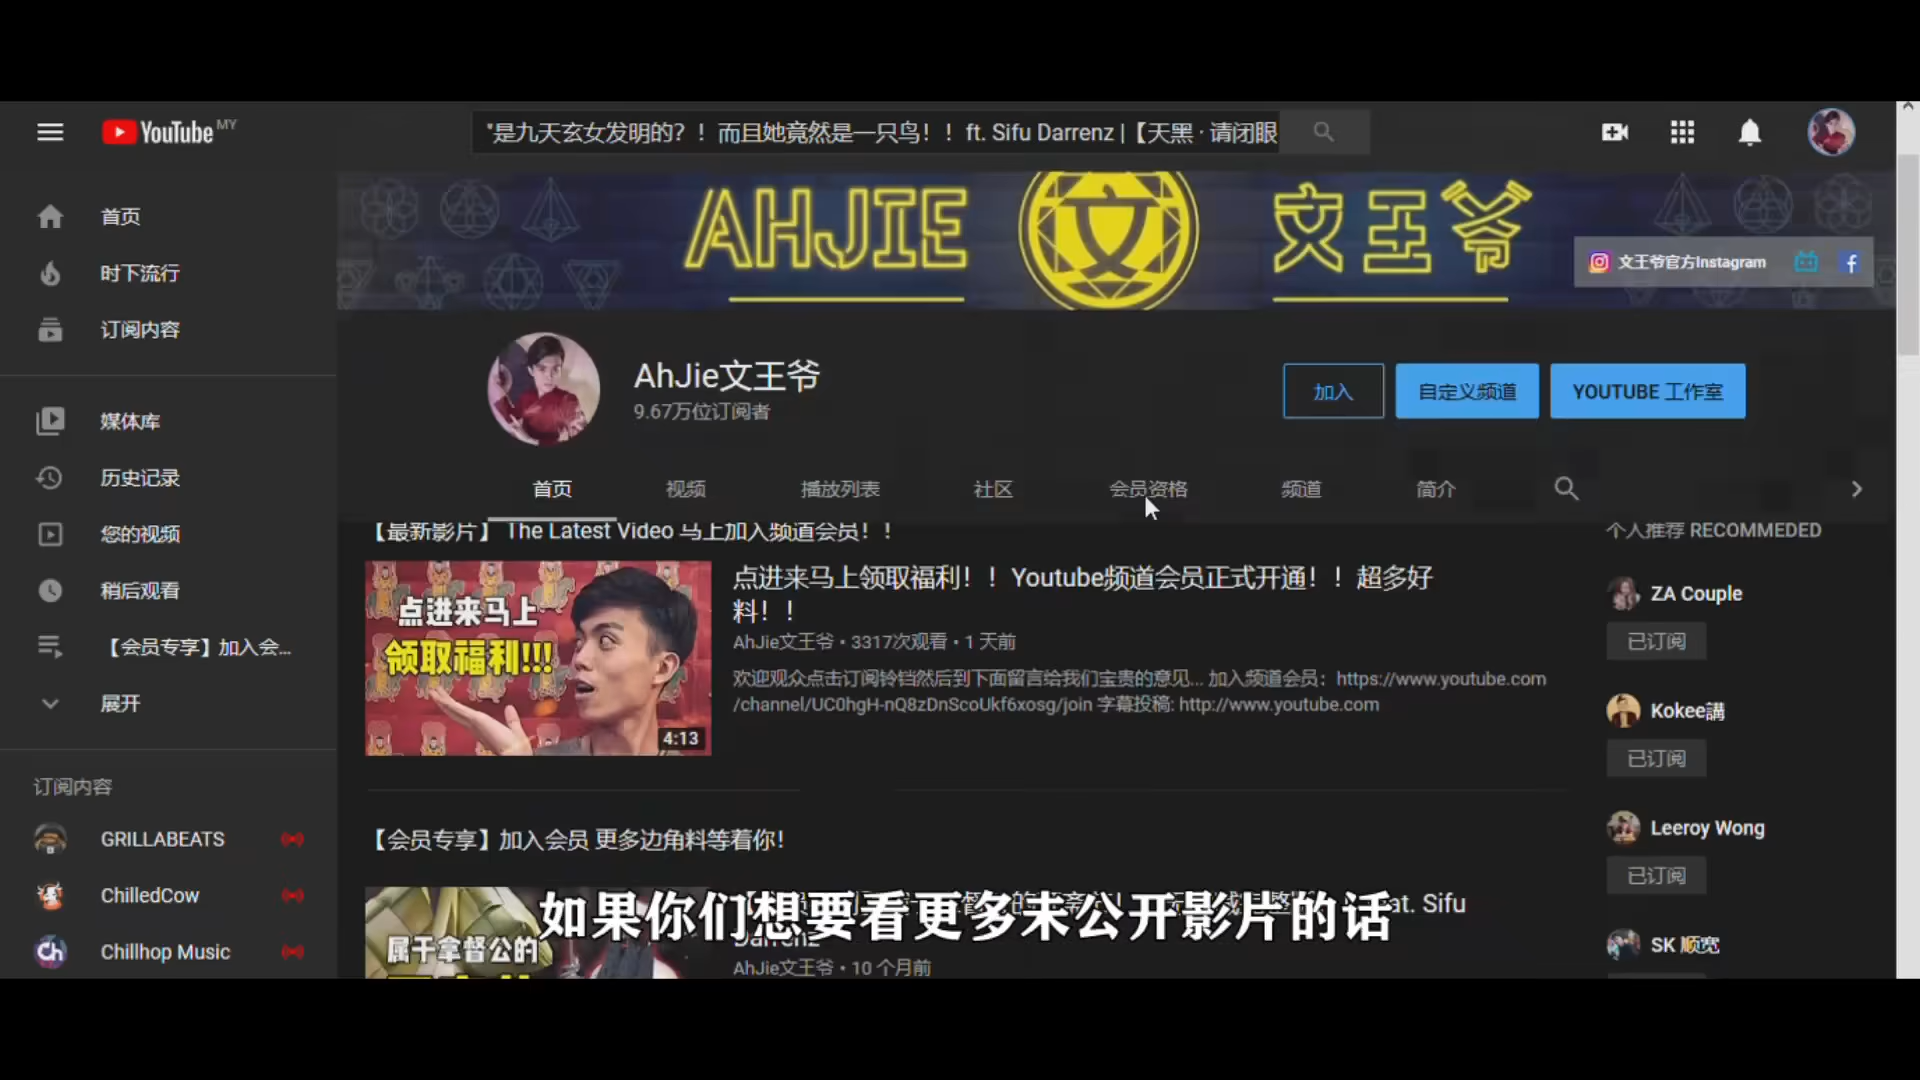 YouTube MY
"是九天玄女发明的？！而且她竟然是一只鸟！！ft. Sifu Darrenz |【天黑 · 请闭眼
首页
时下流行
订阅内容
媒体库
历史记录
您的视频
稍后观看
【会员专享】加入会...
展开
订阅内容
GRILLABEATS
ChilledCow
Chillhop Music
AHJIE 文 文王爷
文王爷官方Instagram
AhJie文王爷
9.67万位订阅者
加入
自定义频道
YOUTUBE 工作室
首页 视频 播放列表 社区 会员资格 频道 简介
【最新影片】 The Latest Video 马上加入频道会员！！
点进来马上
领取福利!!!
4:13
点进来马上领取福利！！Youtube频道会员正式开通！！超多好
料！！
AhJie文王爷 • 3317次观看 • 1 天前
欢迎观众点击订阅铃铛然后到下面留言给我们宝贵的意见... 加入频道会员：https://www.youtube.com
/channel/UC0hgH-nQ8zDnScoUkf6xosg/join 字幕投稿: http://www.youtube.com
【会员专享】加入会员 更多边角料等着你！
属于拿督公的
at. Sifu
Darrenz
AhJie文王爷 • 10 个月前
如果你们想要看更多未公开影片的话
个人推荐 RECOMMEDED
ZA Couple
已订阅
Kokee講
已订阅
Leeroy Wong
已订阅
SK 顺宽